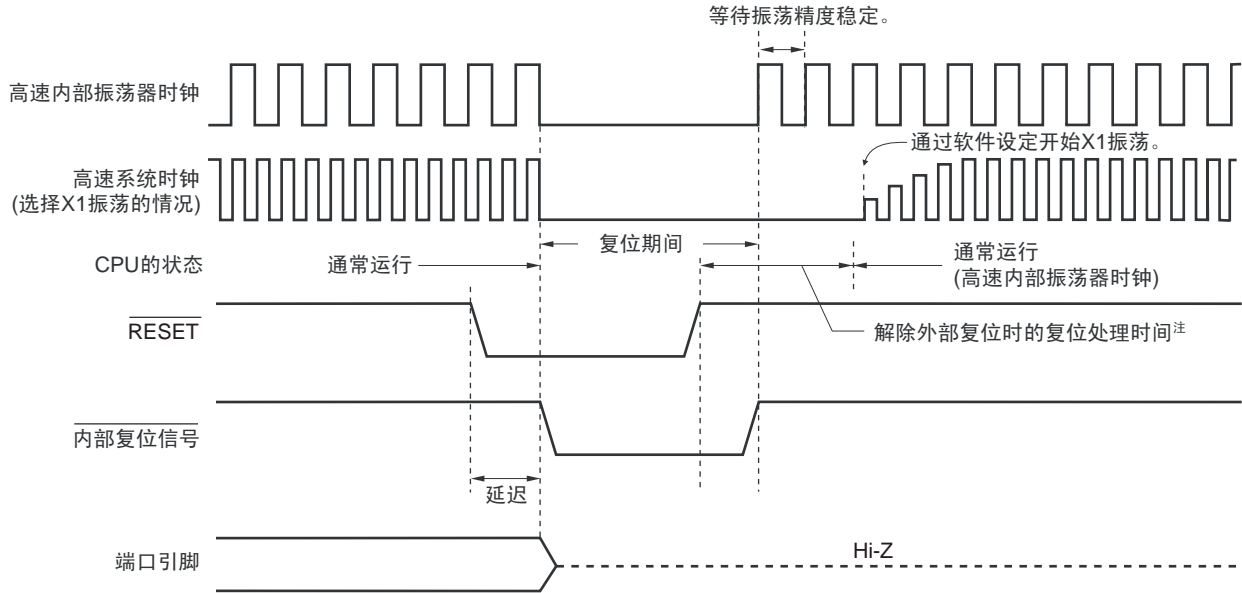 等待振荡精度稳定。
高速内部振荡器时钟
通过软件设定开始X1振荡。
高速系统时钟
(选择X1振荡的情况)
复位期间
CPU的状态
通常运行
通常运行
(高速内部振荡器时钟)
RESET
解除外部复位时的复位处理时间注
内部复位信号
延迟
端口引脚
Hi-Z